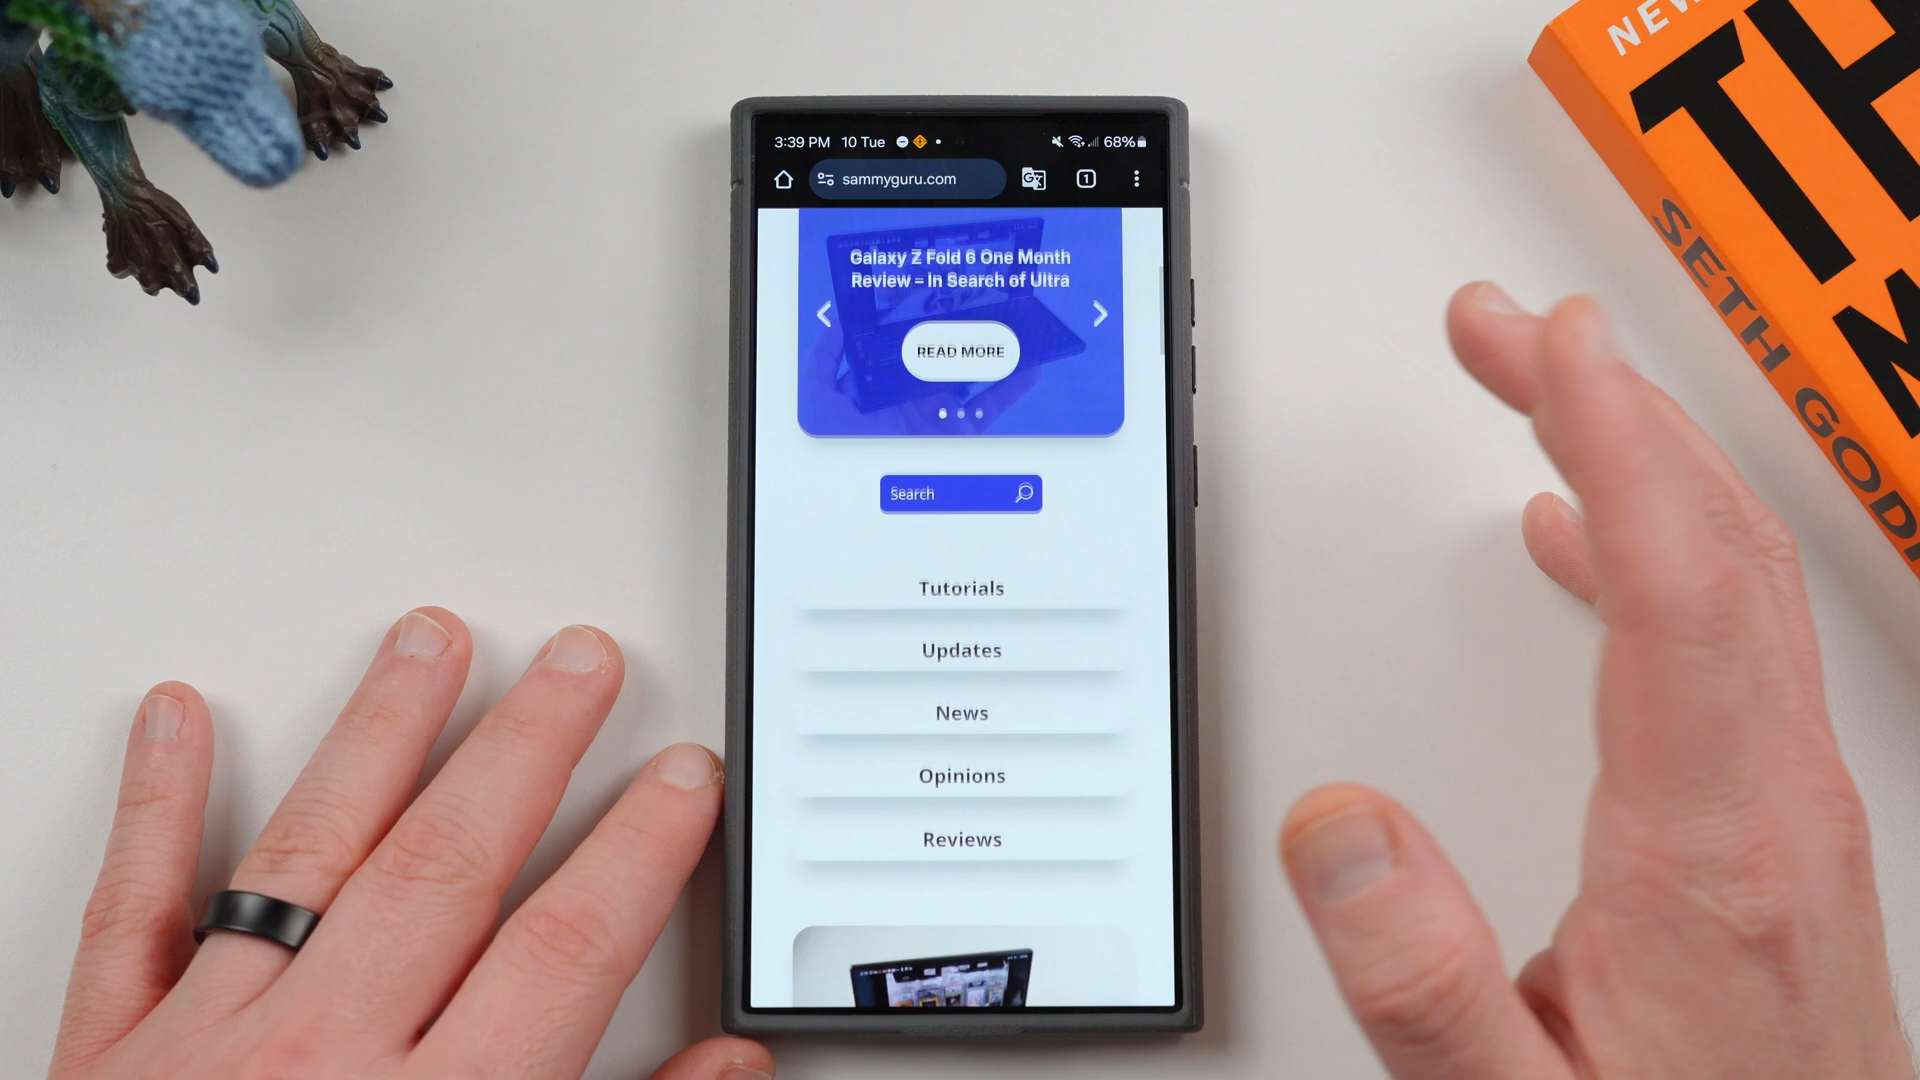 3:39 PM 10 Tue 68%
sammyguru.com 1
Galaxy Z Fold 6 One Month
Review – In Search of Ultra
READ MORE
Search
Tutorials
Updates
News
Opinions
Reviews
NEW
TH
M
SETH GODI